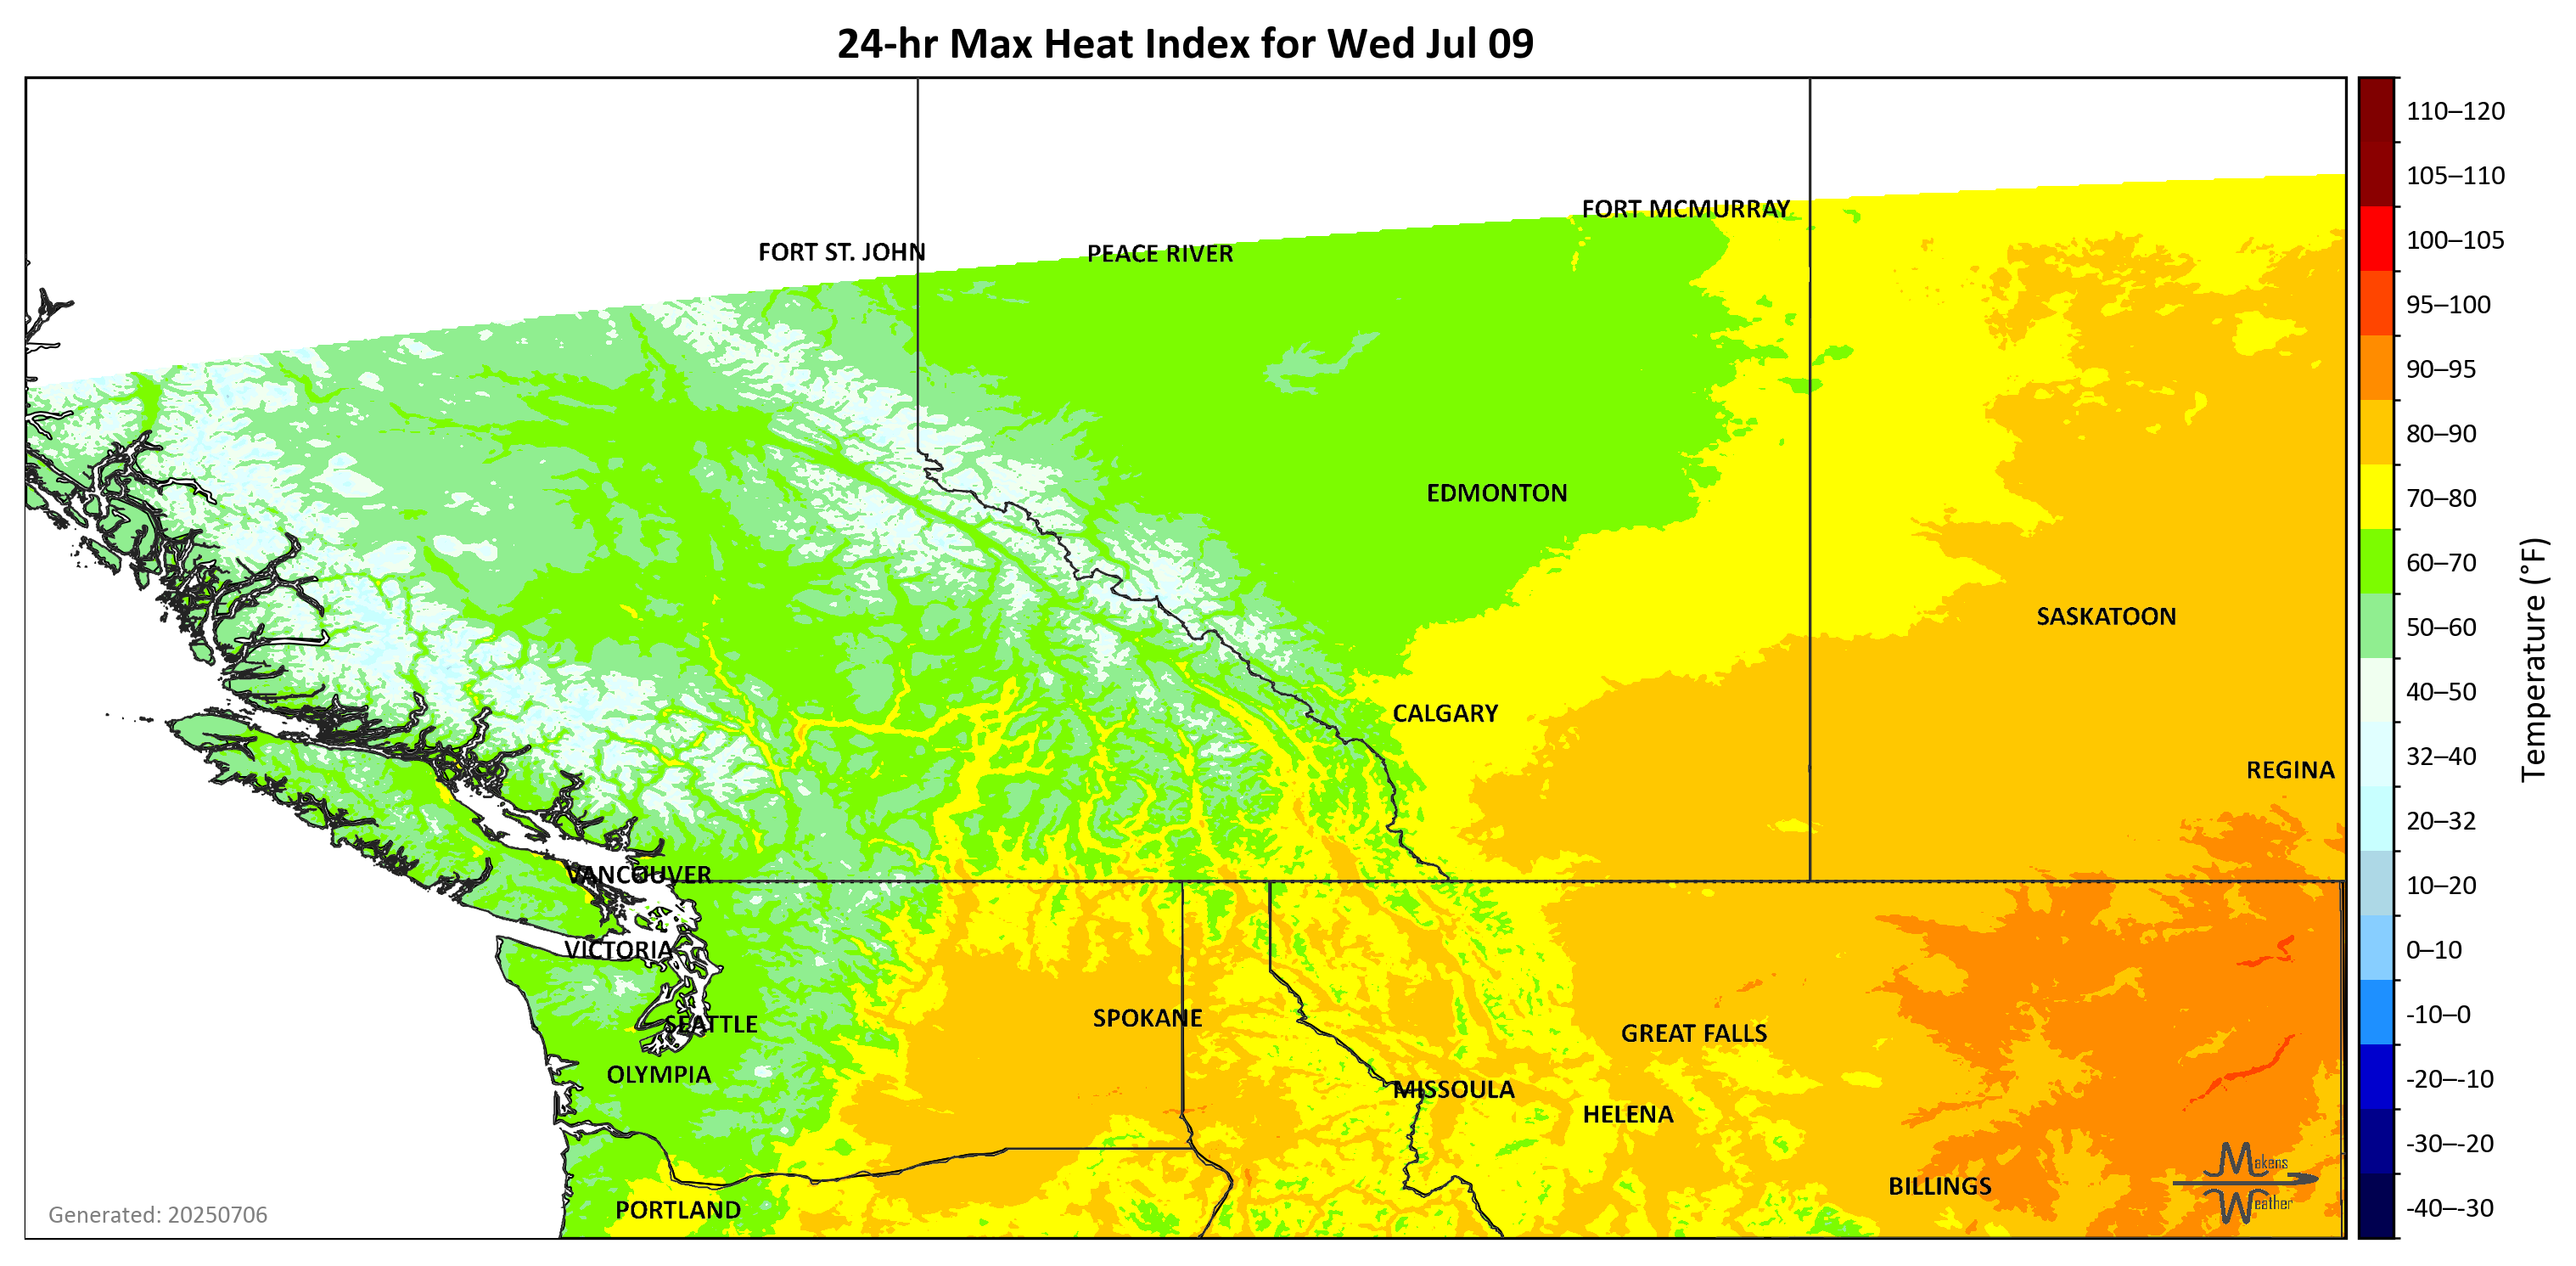 24-hr Max Heat Index for Wed Jul 09
110–120
105–110
100–105
95–100
90–95
80–90
70–80
60–70
50–60
40–50
32–40
20–32
10–20
0–10
-10–0
-20–-10
-30–-20
-40–-30
Temperature (°F)
FORT MCMURRAY
FORT ST. JOHN
PEACE RIVER
EDMONTON
SASKATOON
CALGARY
REGINA
VANCOUVER
VICTORIA
SPOKANE
SEATTLE
GREAT FALLS
OLYMPIA
MISSOULA
HELENA
BILLINGS
PORTLAND
Makens
Weather
Generated: 20250706